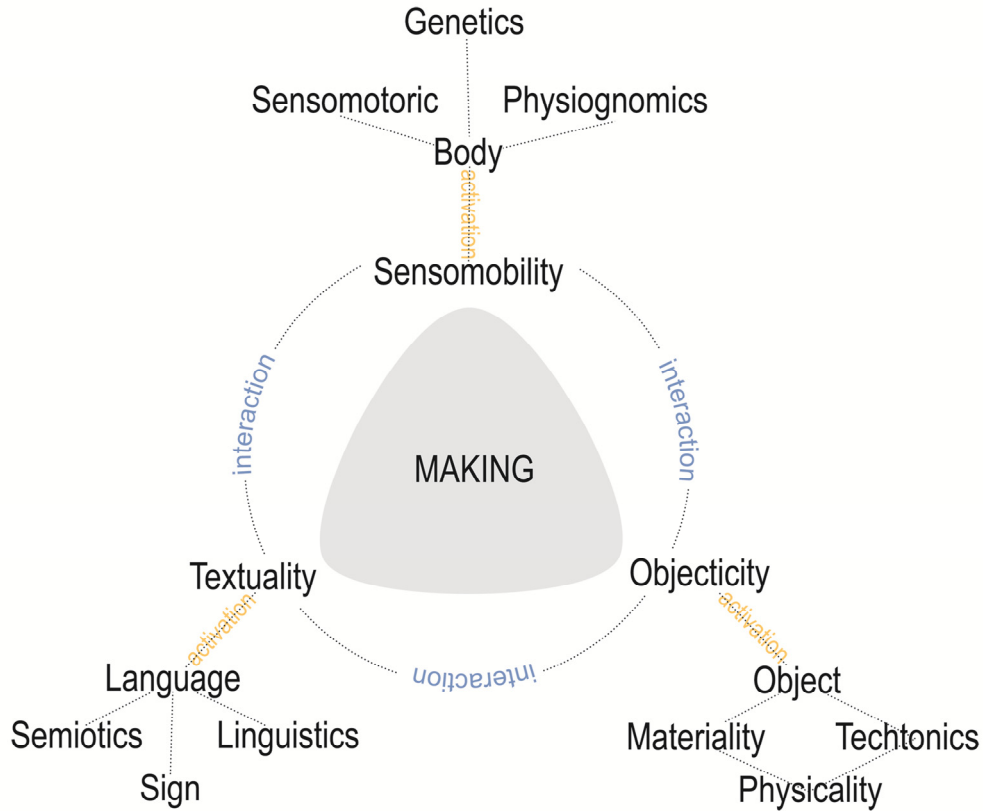 Genetics
Sensomotoric
Physiognomics
Body
activation
Sensomobility
interaction
interaction
MAKING
Textuality
Objecticity
activation
activation
interaction
Language
Object
Semiotics
Linguistics
Materiality
Techtonics
Sign
Physicality